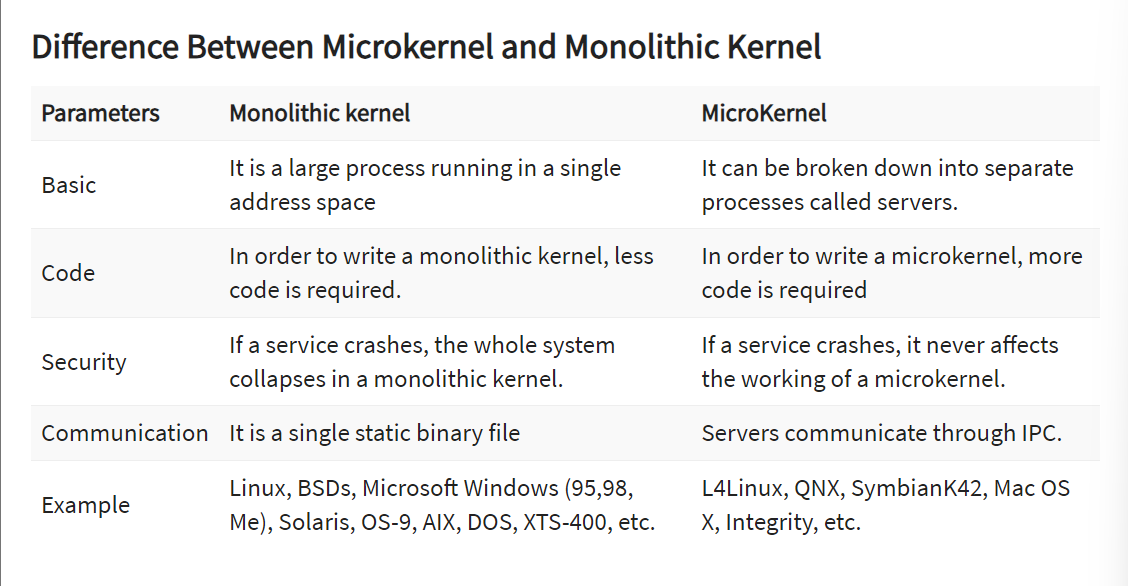 Difference Between Microkernel and Monolithic Kernel
Parameters Monolithic kernel MicroKernel
Basic
It is a large process running in a single
address space
It can be broken down into separate
processes called servers.
Code
In order to write a monolithic kernel, less
code is required.
In order to write a microkernel, more
code is required
Security
If a service crashes, the whole system
collapses in a monolithic kernel.
If a service crashes, it never affects
the working of a microkernel.
Communication It is a single static binary file Servers communicate through IPC.
Example
Linux, BSDs, Microsoft Windows (95,98,
Me), Solaris, OS-9, AIX, DOS, XTS-400, etc.
L4Linux, QNX, SymbianK42, Mac OS
X, Integrity, etc.